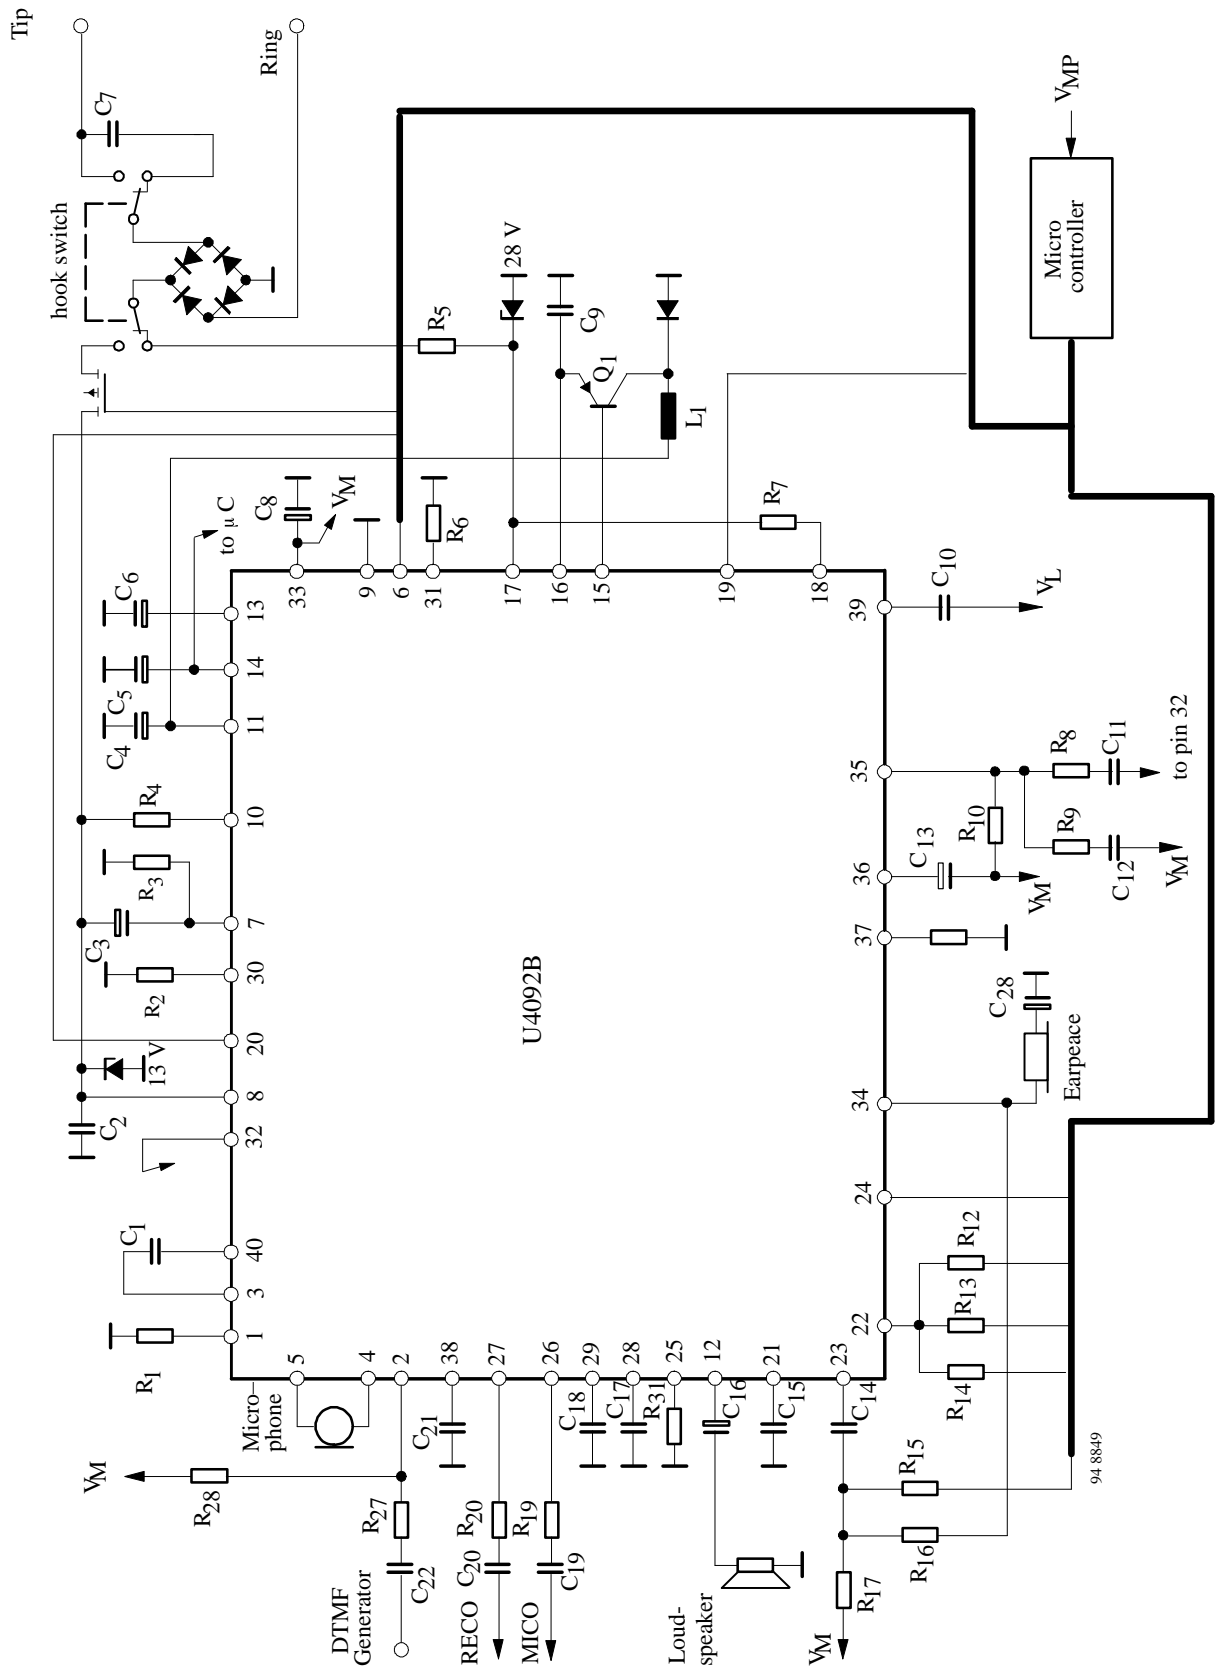 Tip
C7
Ring
hook switch
VMP
Micro
controller
28 V
R5
C9
Q1
L1
to μ C
C8
VM
R6
R7
C6
C5
C4
R4
R3
C3
R2
13 V
C2
C1
R1
13
14
11
10
7
30
20
8
32
40
3
1
33
9
6
31
17
16
15
19
18
U4092B
39
35
36
37
34
24
22
C10
VL
R8
C11
to pin 32
R9
C12
VM
R10
C13
VM
C28
Earpeace
R12
R13
R14
5
4
2
38
27
26
29
28
25
12
21
23
Micro-
phone
VM
R28
R27
C22
DTMF
Generator
C21
R20
C20
RECO
R19
C19
MICO
C18
C17
R31
C16
C15
C14
Loud-
speaker
R15
R16
R17
VM
94 8849